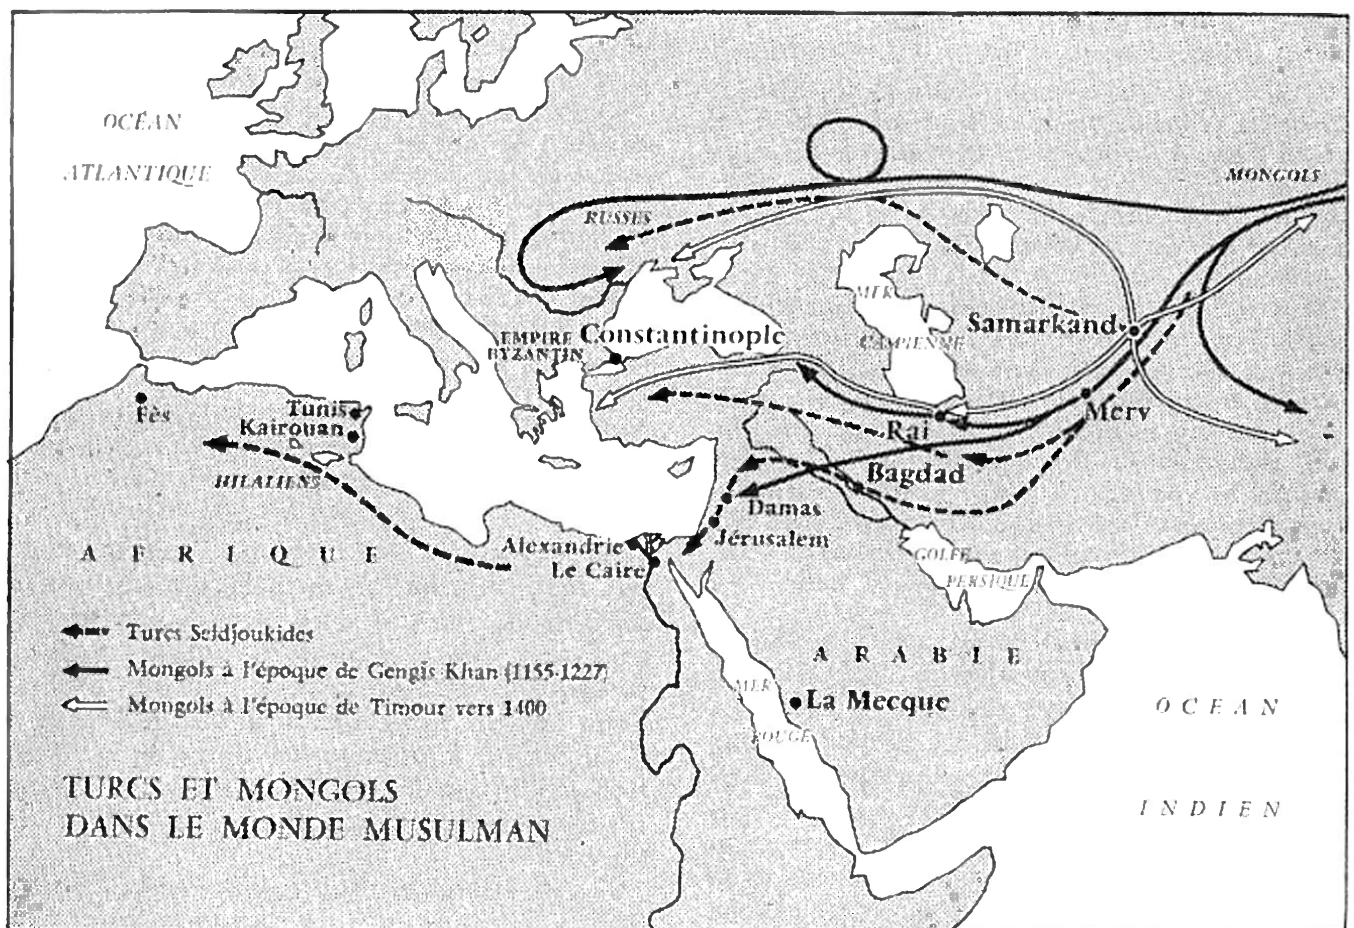 OCÉAN
ATLANTIQUE
MONGOLS
RUSSES
MER
CASPIENNE
Samarkand
EMPIRE
BYZANTIN
Constantinople
Fès
Tunis
Kairouan
Merv
Rai
HILALIENS
Bagdad
Damas
Jérusalem
Alexandrie
Le Caire
AFRIQUE
GOLFE
PERSIQUE
Turcs Seldjoukides
Mongols à l'époque de Gengis Khan (1155-1227)
Mongols à l'époque de Timour vers 1400
ARABIE
MER
ROUGE
La Mecque
OCEAN
INDIEN
TURCS ET MONGOLS
DANS LE MONDE MUSULMAN